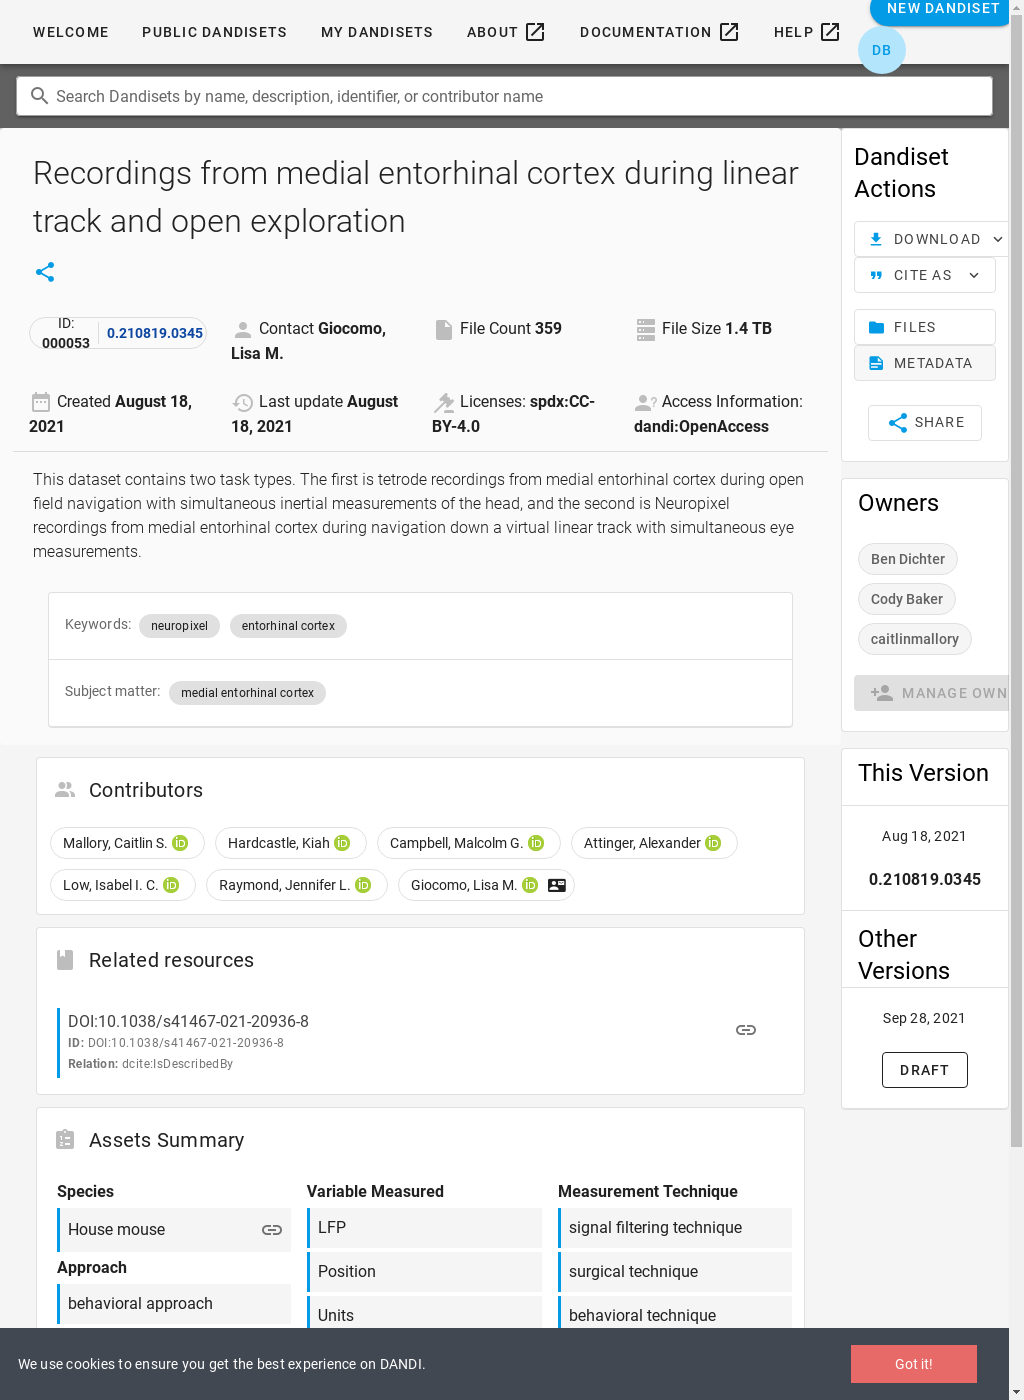 WELCOME
PUBLIC DANDISETS
MY DANDISETS
ABOUT
DOCUMENTATION
HELP
NEW DANDISET
DB
Search Dandisets by name, description, identifier, or contributor name
Recordings from medial entorhinal cortex during linear
track and open exploration
ID:
000053
0.210819.0345
Contact Giocomo,
Lisa M.
File Count 359
File Size 1.4 TB
Created August 18,
2021
Last update August
18, 2021
Licenses: spdx:CC-
BY-4.0
Access Information:
dandi:OpenAccess
This dataset contains two task types. The first is tetrode recordings from medial entorhinal cortex during open
field navigation with simultaneous inertial measurements of the head, and the second is Neuropixel
recordings from medial entorhinal cortex during navigation down a virtual linear track with simultaneous eye
measurements.
Keywords: neuropixel entorhinal cortex
Subject matter: medial entorhinal cortex
Contributors
Mallory, Caitlin S. iD
Hardcastle, Kiah iD
Campbell, Malcolm G. iD
Attinger, Alexander iD
Low, Isabel I. C. iD
Raymond, Jennifer L. iD
Giocomo, Lisa M. iD
Related resources
DOI:10.1038/s41467-021-20936-8
ID: DOI:10.1038/s41467-021-20936-8
Relation: dcite:IsDescribedBy
Assets Summary
Species
House mouse
Approach
behavioral approach
Variable Measured
LFP
Position
Units
Measurement Technique
signal filtering technique
surgical technique
behavioral technique
Dandiset
Actions
DOWNLOAD
CITE AS
FILES
METADATA
SHARE
Owners
Ben Dichter
Cody Baker
caitlinmallory
MANAGE OWN
This Version
Aug 18, 2021
0.210819.0345
Other
Versions
Sep 28, 2021
DRAFT
We use cookies to ensure you get the best experience on DANDI.
Got it!